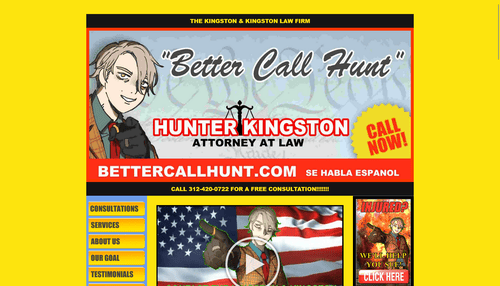 THE KINGSTON & KINGSTON LAW FIRM
"Better Call Hunt"
HUNTER KINGSTON
ATTORNEY AT LAW
CALL NOW!
BETTERCALLHUNT.COM SE HABLA ESPANOL
CALL 312-420-0722 FOR A FREE CONSULTATION!!!!!!
CONSULTATIONS
SERVICES
ABOUT US
OUR GOAL
TESTIMONIALS
INJURED?
WE'LL HELP
YOU SUE!
CLICK HERE